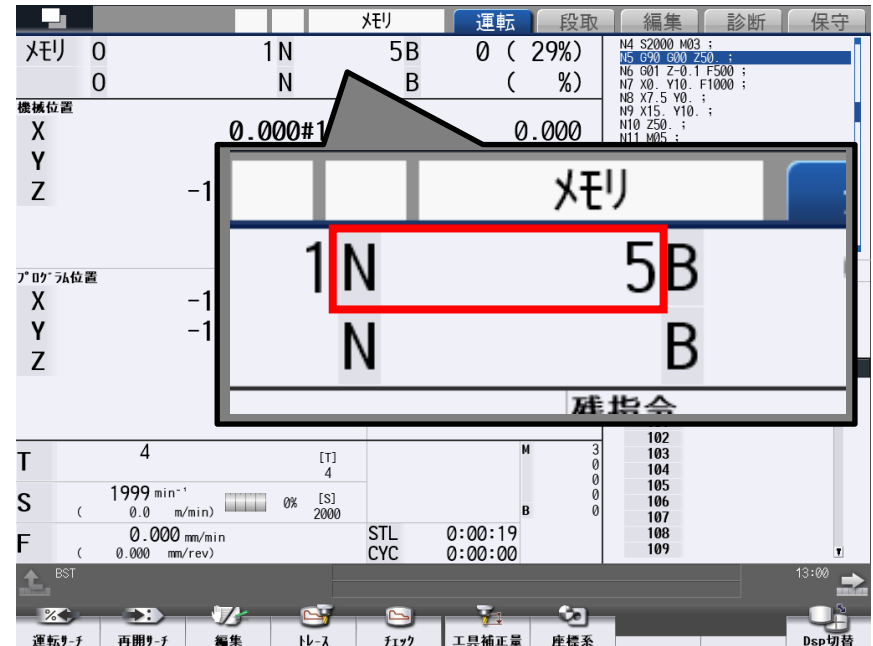 メモリ 運転 段取 編集 診断 保守
メモリ O 1 N 5 B 0 ( 29%)
O N B ( %)
N4 S2000 M03 ;
N5 G90 G00 Z50. ;
N6 G01 Z-0.1 F500 ;
N7 X0. Y10. F1000 ;
N8 X7.5 Y0. ;
N9 X15. Y10. ;
N10 Z50. ;
N11 M05 ;
機械位置
X 0.000 #1 0.000
Y
Z -1
メモリ
1 N 5 B
N B
残指令
プログラム位置
X -1
Y -1
Z
T 4 [T] 4
S 1999 min⁻¹ ( 0.0 m/min) 0% [S] 2000
F 0.000 mm/min ( 0.000 mm/rev)
STL 0:00:19
CYC 0:00:00
M 3
0
0
0
B 0
102
103
104
105
106
107
108
109
BST 13:00
運転サーチ 再開サーチ 編集 トレース チェック 工具補正量 座標系 Dsp切替